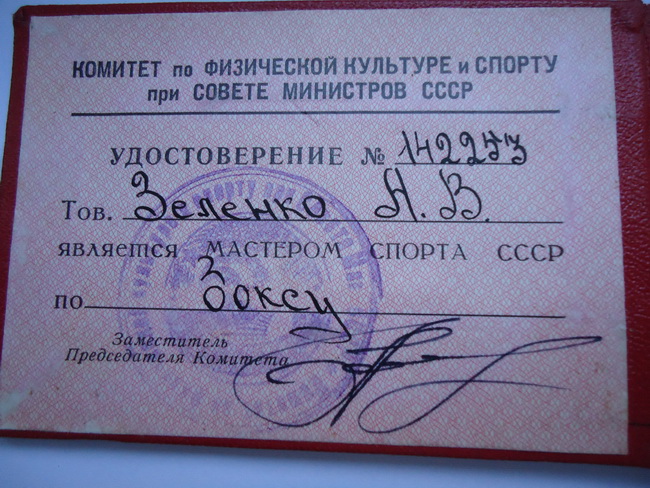 КОМИТЕТ по ФИЗИЧЕСКОЙ КУЛЬТУРЕ и СПОРТУ
при СОВЕТЕ МИНИСТРОВ СССР
УДОСТОВЕРЕНИЕ № 142273
Тов. Зеленко А. В.
является МАСТЕРОМ СПОРТА СССР
по боксу
Заместитель
Председателя Комитета